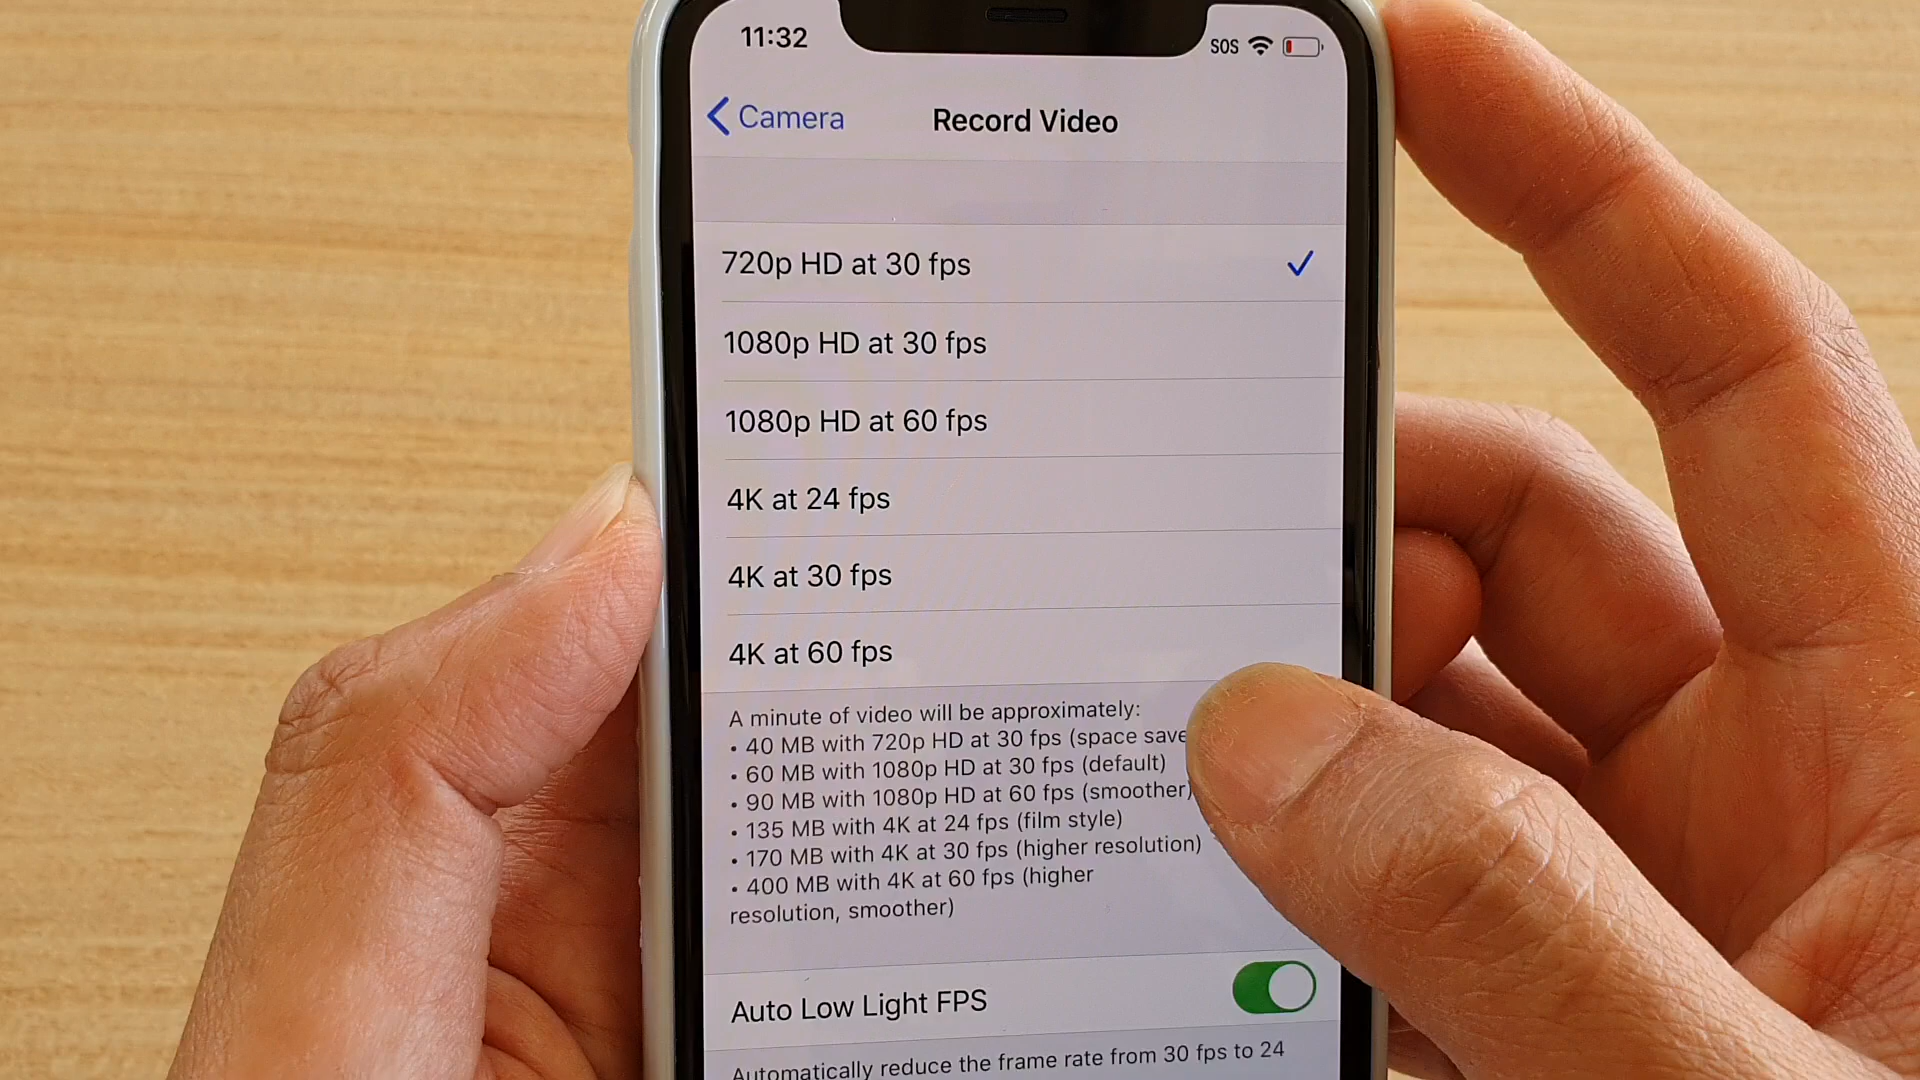 11:32
SOS
Camera
Record Video
720p HD at 30 fps
1080p HD at 30 fps
1080p HD at 60 fps
4K at 24 fps
4K at 30 fps
4K at 60 fps
A minute of video will be approximately:
• 40 MB with 720p HD at 30 fps (space
• 60 MB with 1080p HD at 30 fps (default)
• 90 MB with 1080p HD at 60 fps (smoother)
• 135 MB with 4K at 24 fps (film style)
• 170 MB with 4K at 30 fps (higher resolution)
• 400 MB with 4K at 60 fps (higher
resolution, smoother)
Auto Low Light FPS
Automatically reduce the frame rate from 30 fps to 24